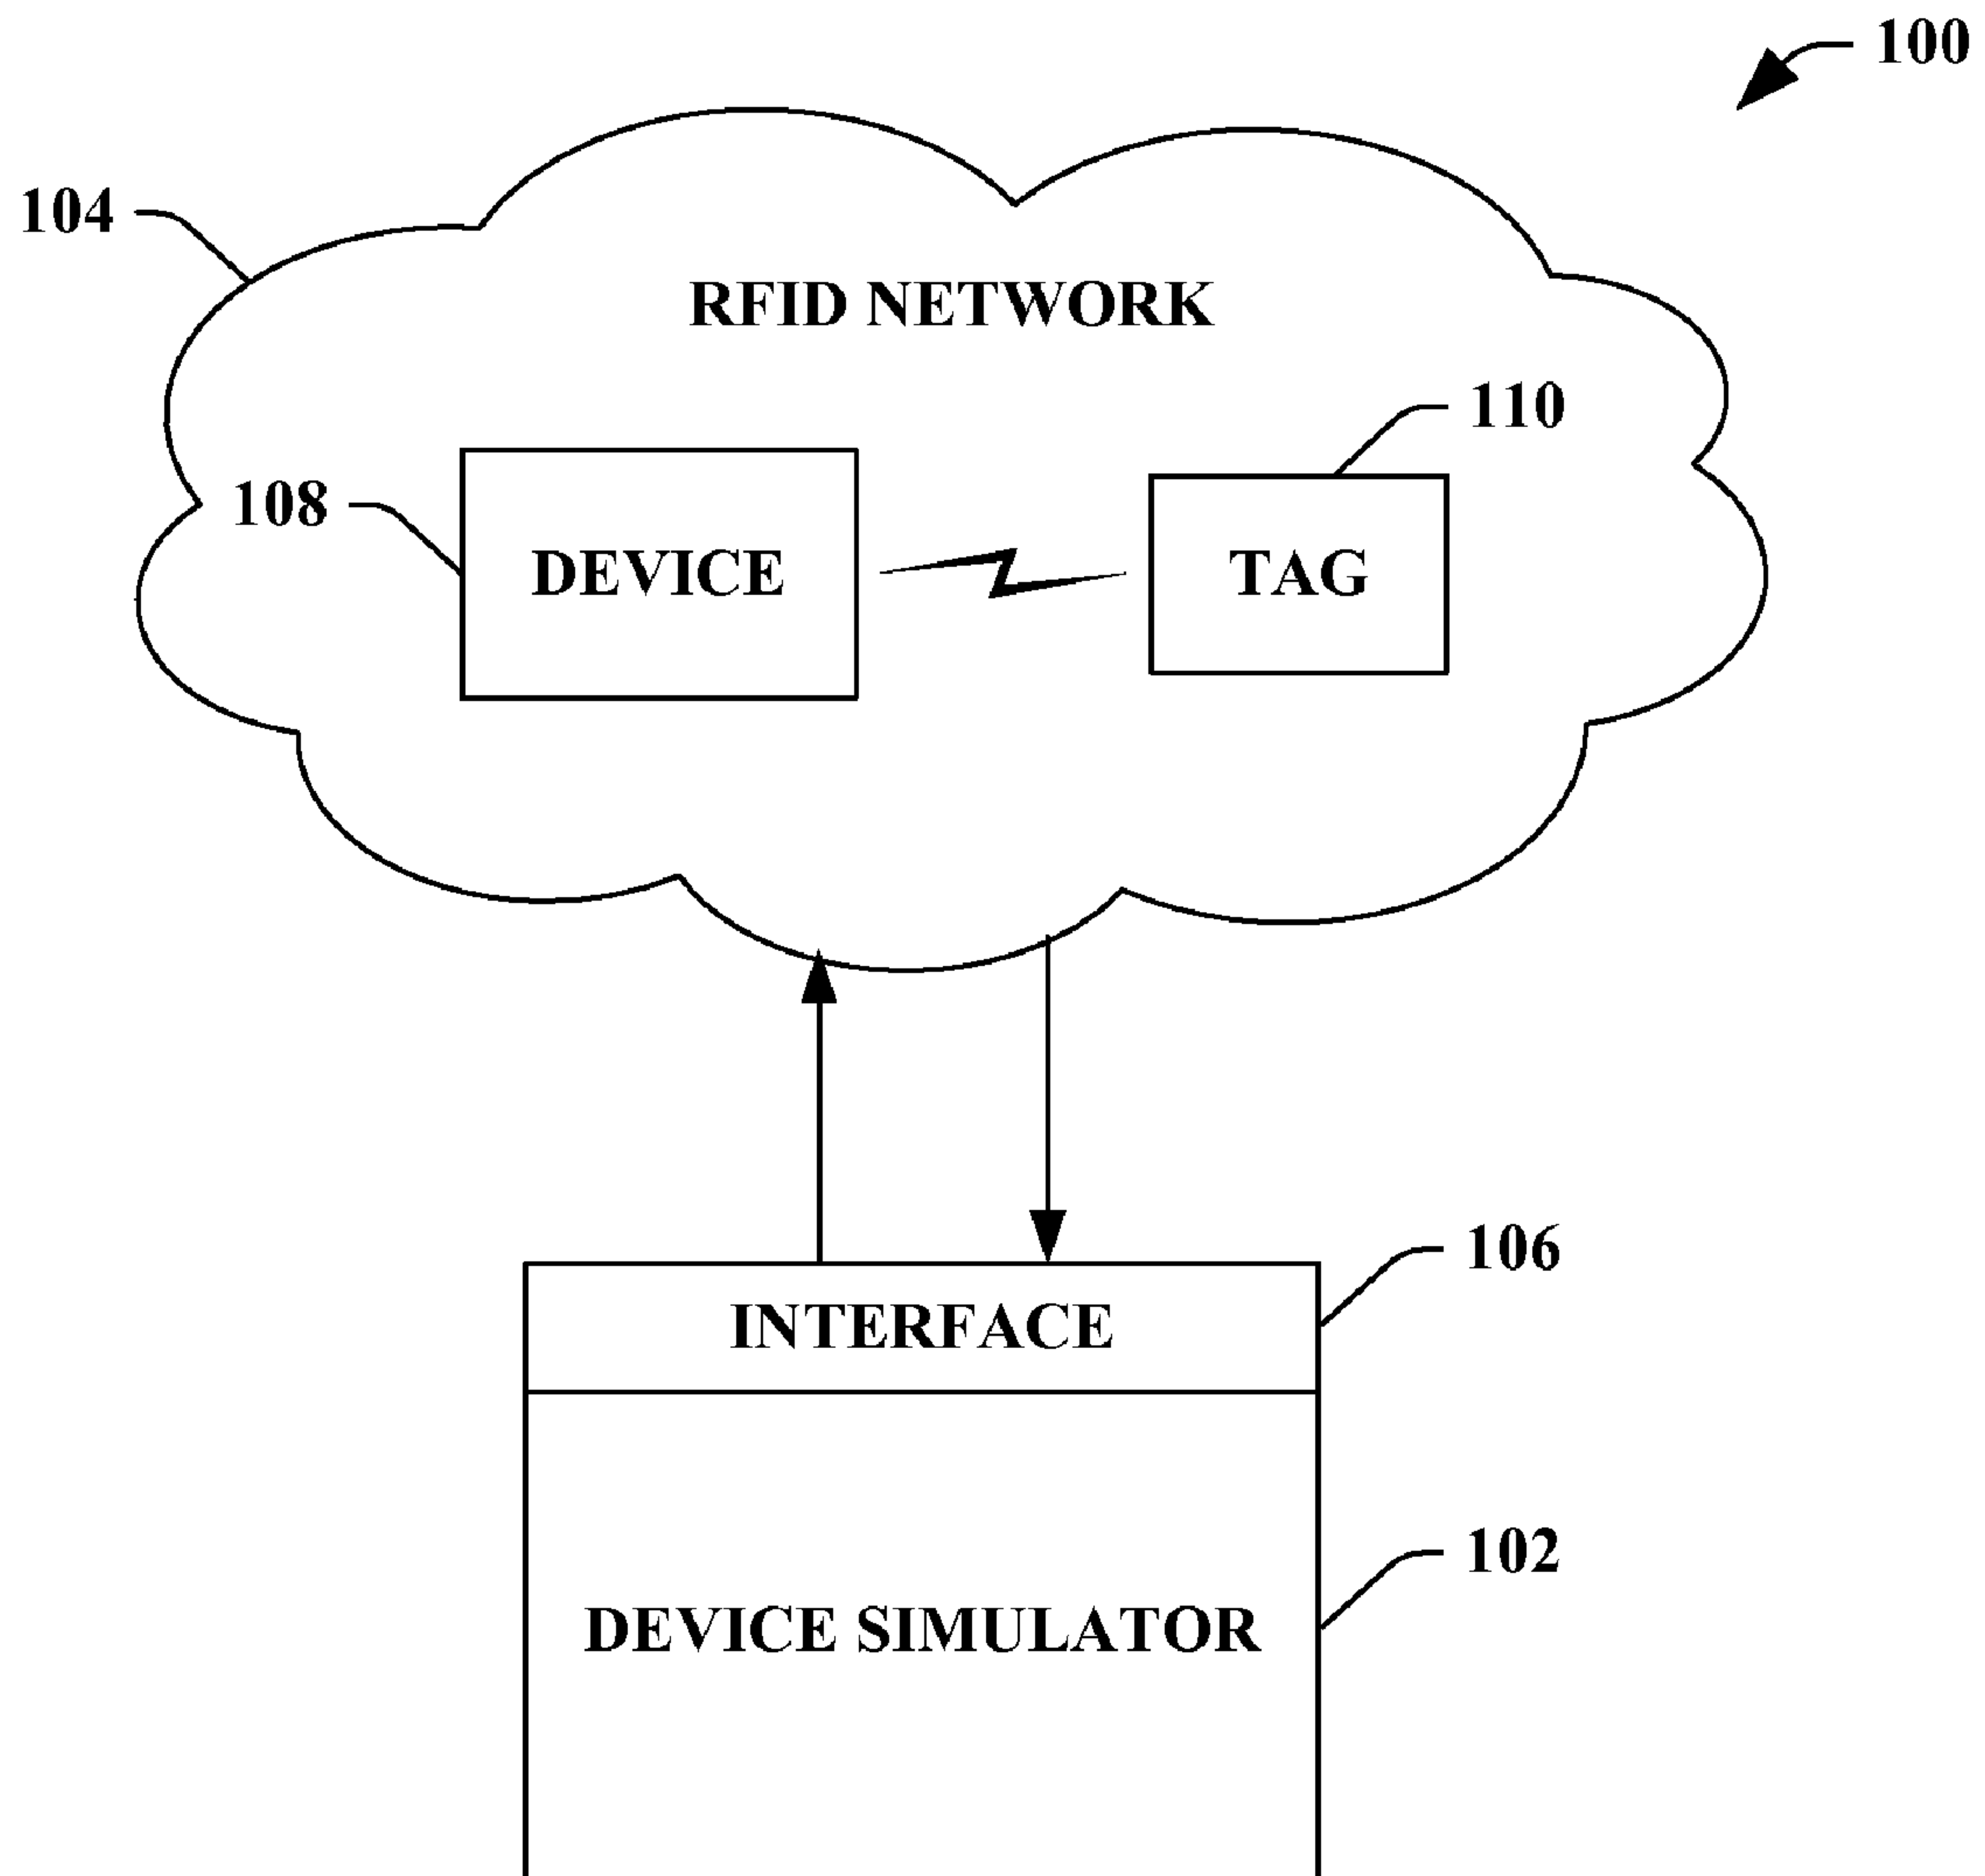 100
104
RFID NETWORK
110
108
DEVICE
TAG
106
INTERFACE
102
DEVICE SIMULATOR